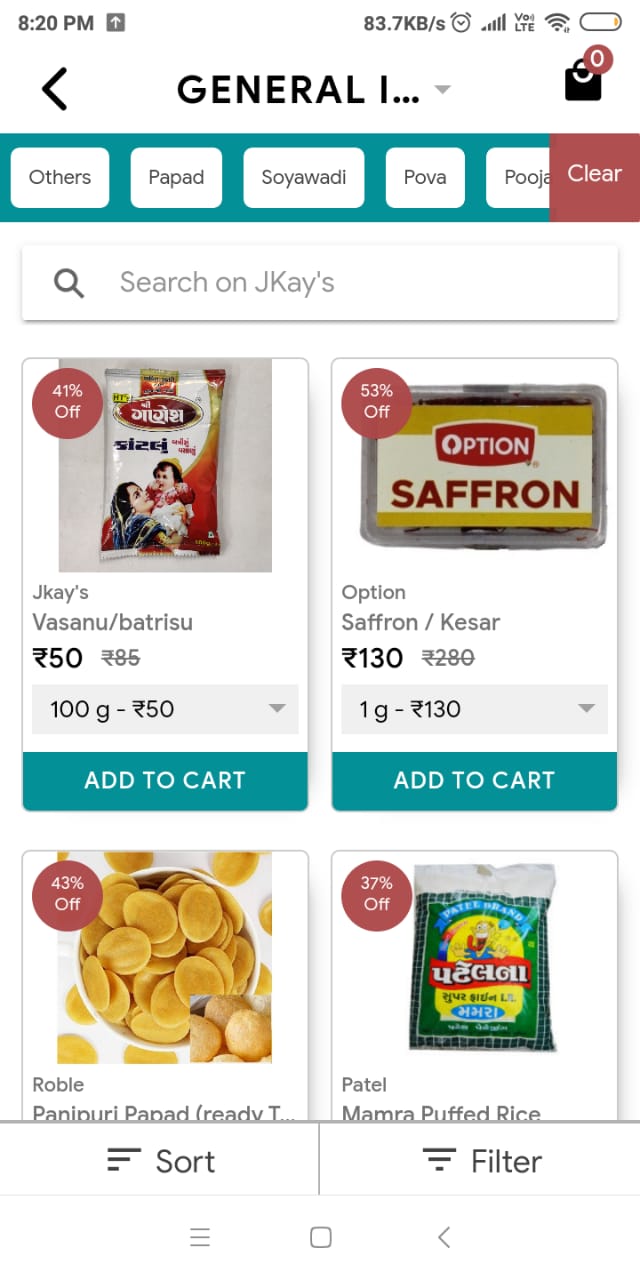 8:20 PM
83.7KB/s
Vo))
LTE
GENERAL I...
0
Others
Papad
Soyawadi
Pova
Pooja
Clear
Search on JKay's
41%
Off
શ્રી
ગણેશ
કાટલું
53%
Off
OPTION
SAFFRON
Jkay's
Vasanu/batrisu
₹50 ₹85
100 g - ₹50
ADD TO CART
Option
Saffron / Kesar
₹130 ₹280
1 g - ₹130
ADD TO CART
43%
Off
37%
Off
PATEL BRAND
પટેલના
સુપર ફાઈન
મમરા
Roble
Panipuri Papad (ready T...
Patel
Mamra Puffed Rice
Sort
Filter